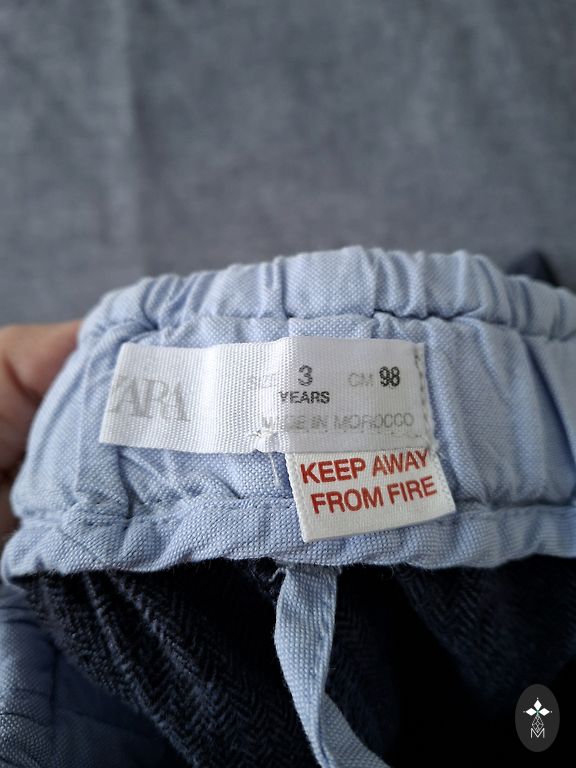 ZARA
SIZE 3 CM 98
YEARS
MADE IN MOROCCO
KEEP AWAY
FROM FIRE
M